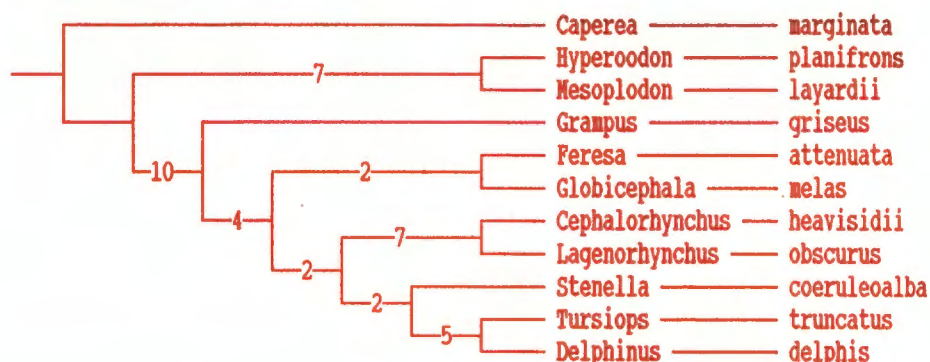 Caperea marginata
Hyperoodon planifrons
7
Mesoplodon layardii
Grampus griseus
Feresa attenuata
10 2
Globicephala melas
4
Cephalorhynchus heavisidii
7
Lagenorhynchus obscurus
2
Stenella coeruleoalba
2
Tursiops truncatus
5
Delphinus delphis